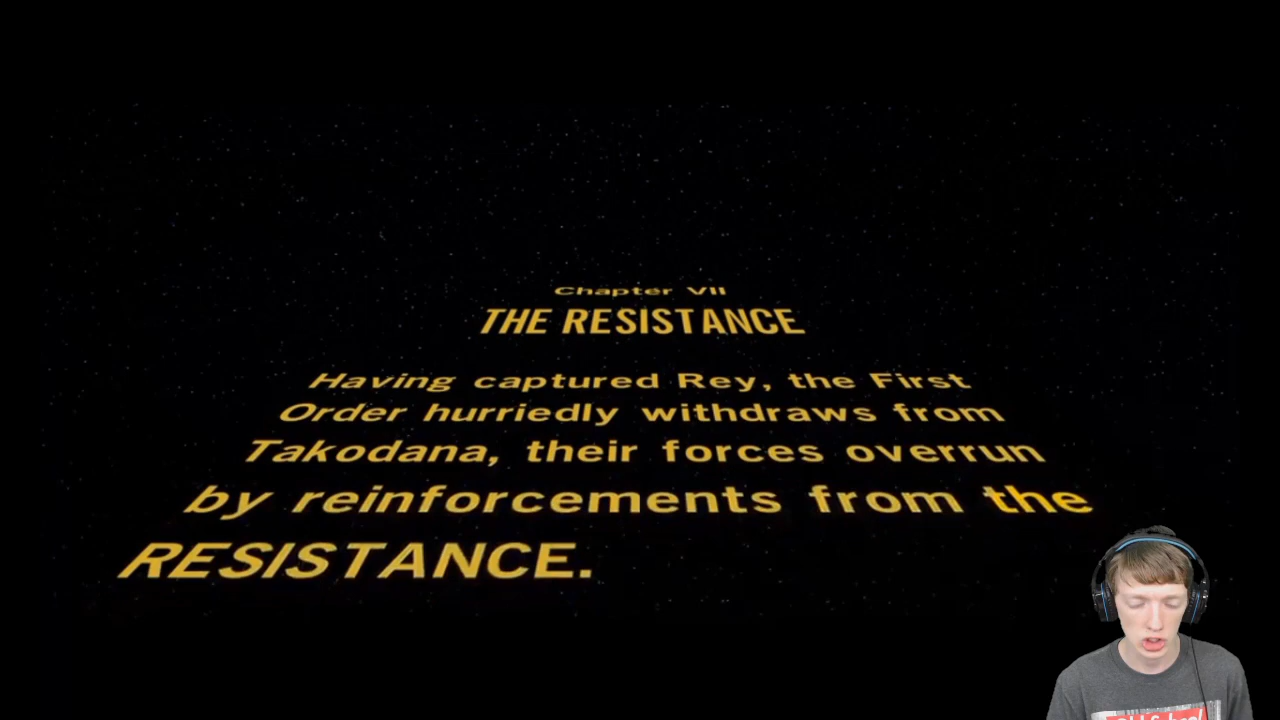 Chapter VII
THE RESISTANCE
Having captured Rey, the First
Order hurriedly withdraws from
Takodana, their forces overrun
by reinforcements from the
RESISTANCE.